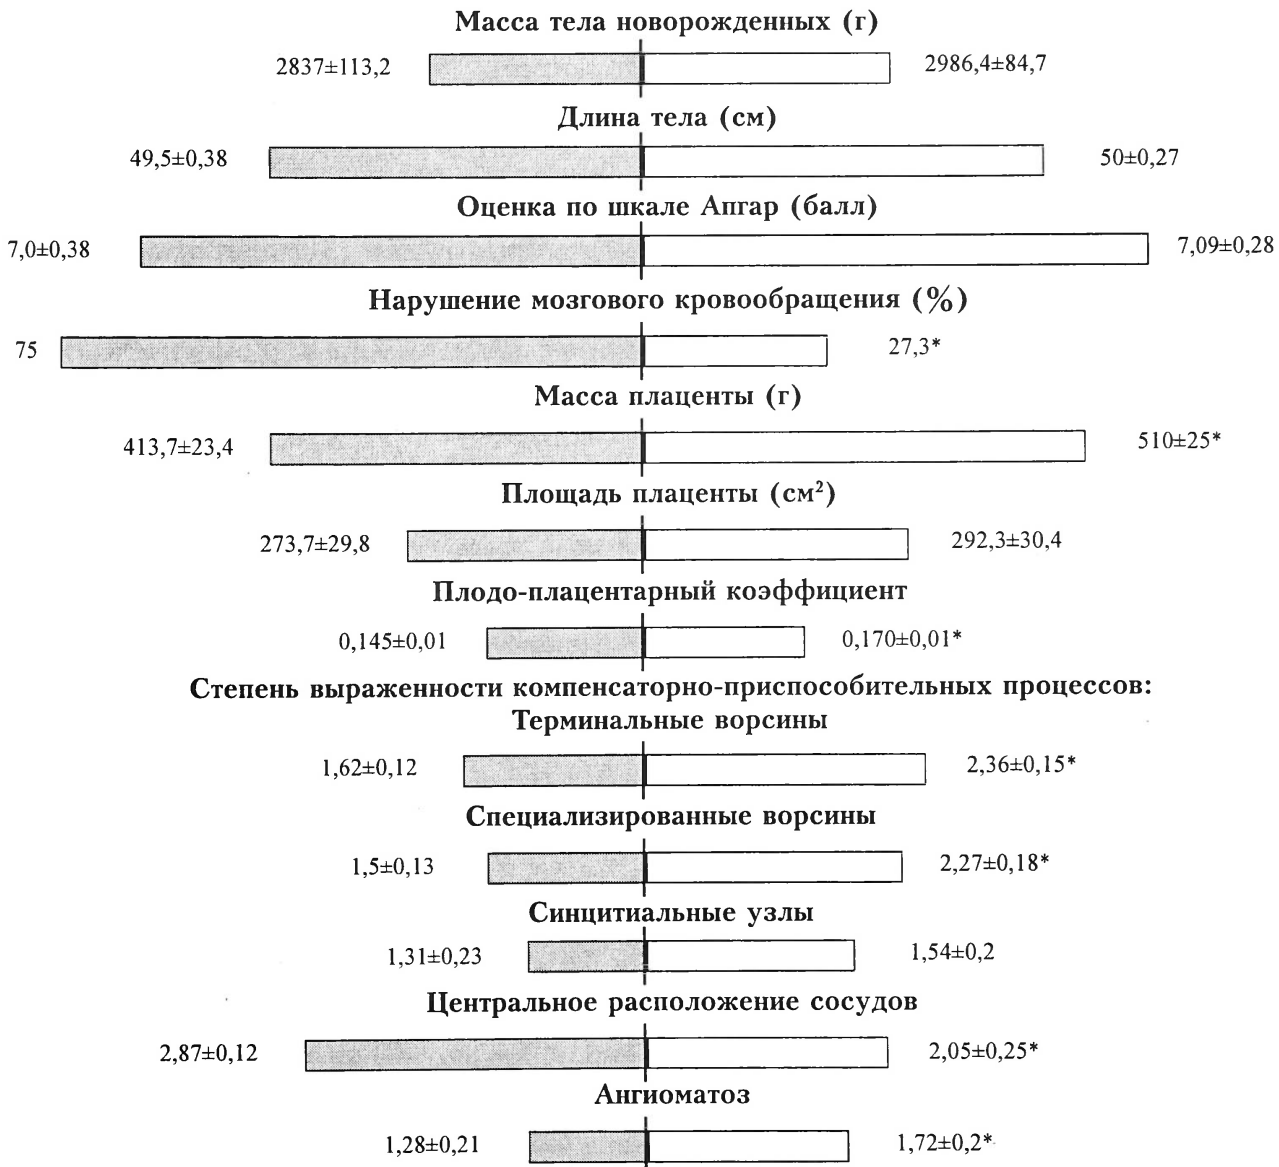 Масса тела новорожденных (г)
2837±113,2 2986,4±84,7
Длина тела (см)
49,5±0,38 50±0,27
Оценка по шкале Апгар (балл)
7,0±0,38 7,09±0,28
Нарушение мозгового кровообращения (%)
75 27,3*
Масса плаценты (г)
413,7±23,4 510±25*
Площадь плаценты (см²)
273,7±29,8 292,3±30,4
Плодо-плацентарный коэффициент
0,145±0,01 0,170±0,01*
Степень выраженности компенсаторно-приспособительных процессов:
Терминальные ворсины
1,62±0,12 2,36±0,15*
Специализированные ворсины
1,5±0,13 2,27±0,18*
Синцитиальные узлы
1,31±0,23 1,54±0,2
Центральное расположение сосудов
2,87±0,12 2,05±0,25*
Ангиоматоз
1,28±0,21 1,72±0,2*